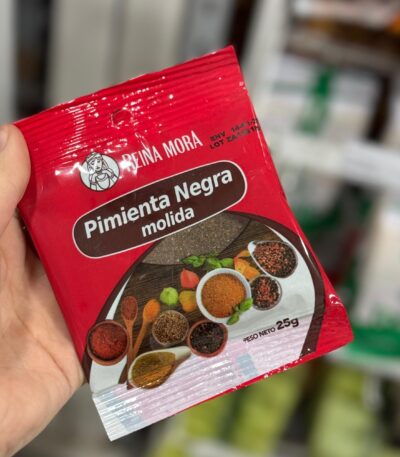 REINA MORA
Pimienta Negra
molida
PESO NETO 25g